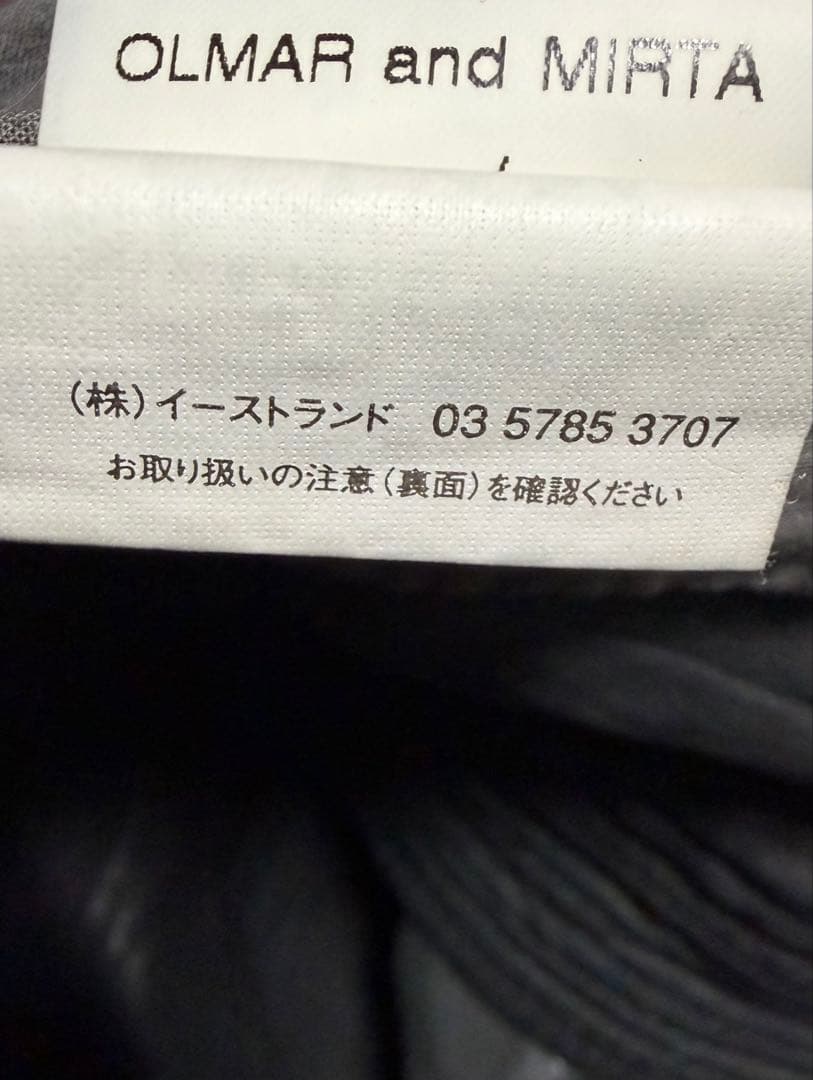 OLMAR and MIRTA
(株)イーストランド 03 5785 3707
お取り扱いの注意(裏面)を確認ください